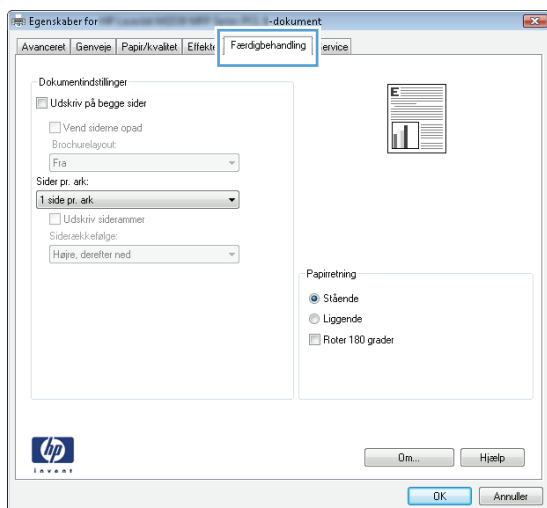 Egenskaber for -dokument
Avanceret Genveje Papir/kvalitet Færdigbehandling
Dokumentindstillinger
Udskriv på begge sider
Vend siderne opad
Brochurelayout:
Fra
Sider pr. ark:
1 side pr. ark
Udskriv siderammer
Siderækkefølge:
Højre, derefter ned
E
Papirretning
Stående
Liggende
Roter 180 grader
hp
invent
Om... Hjælp
OK Annuller